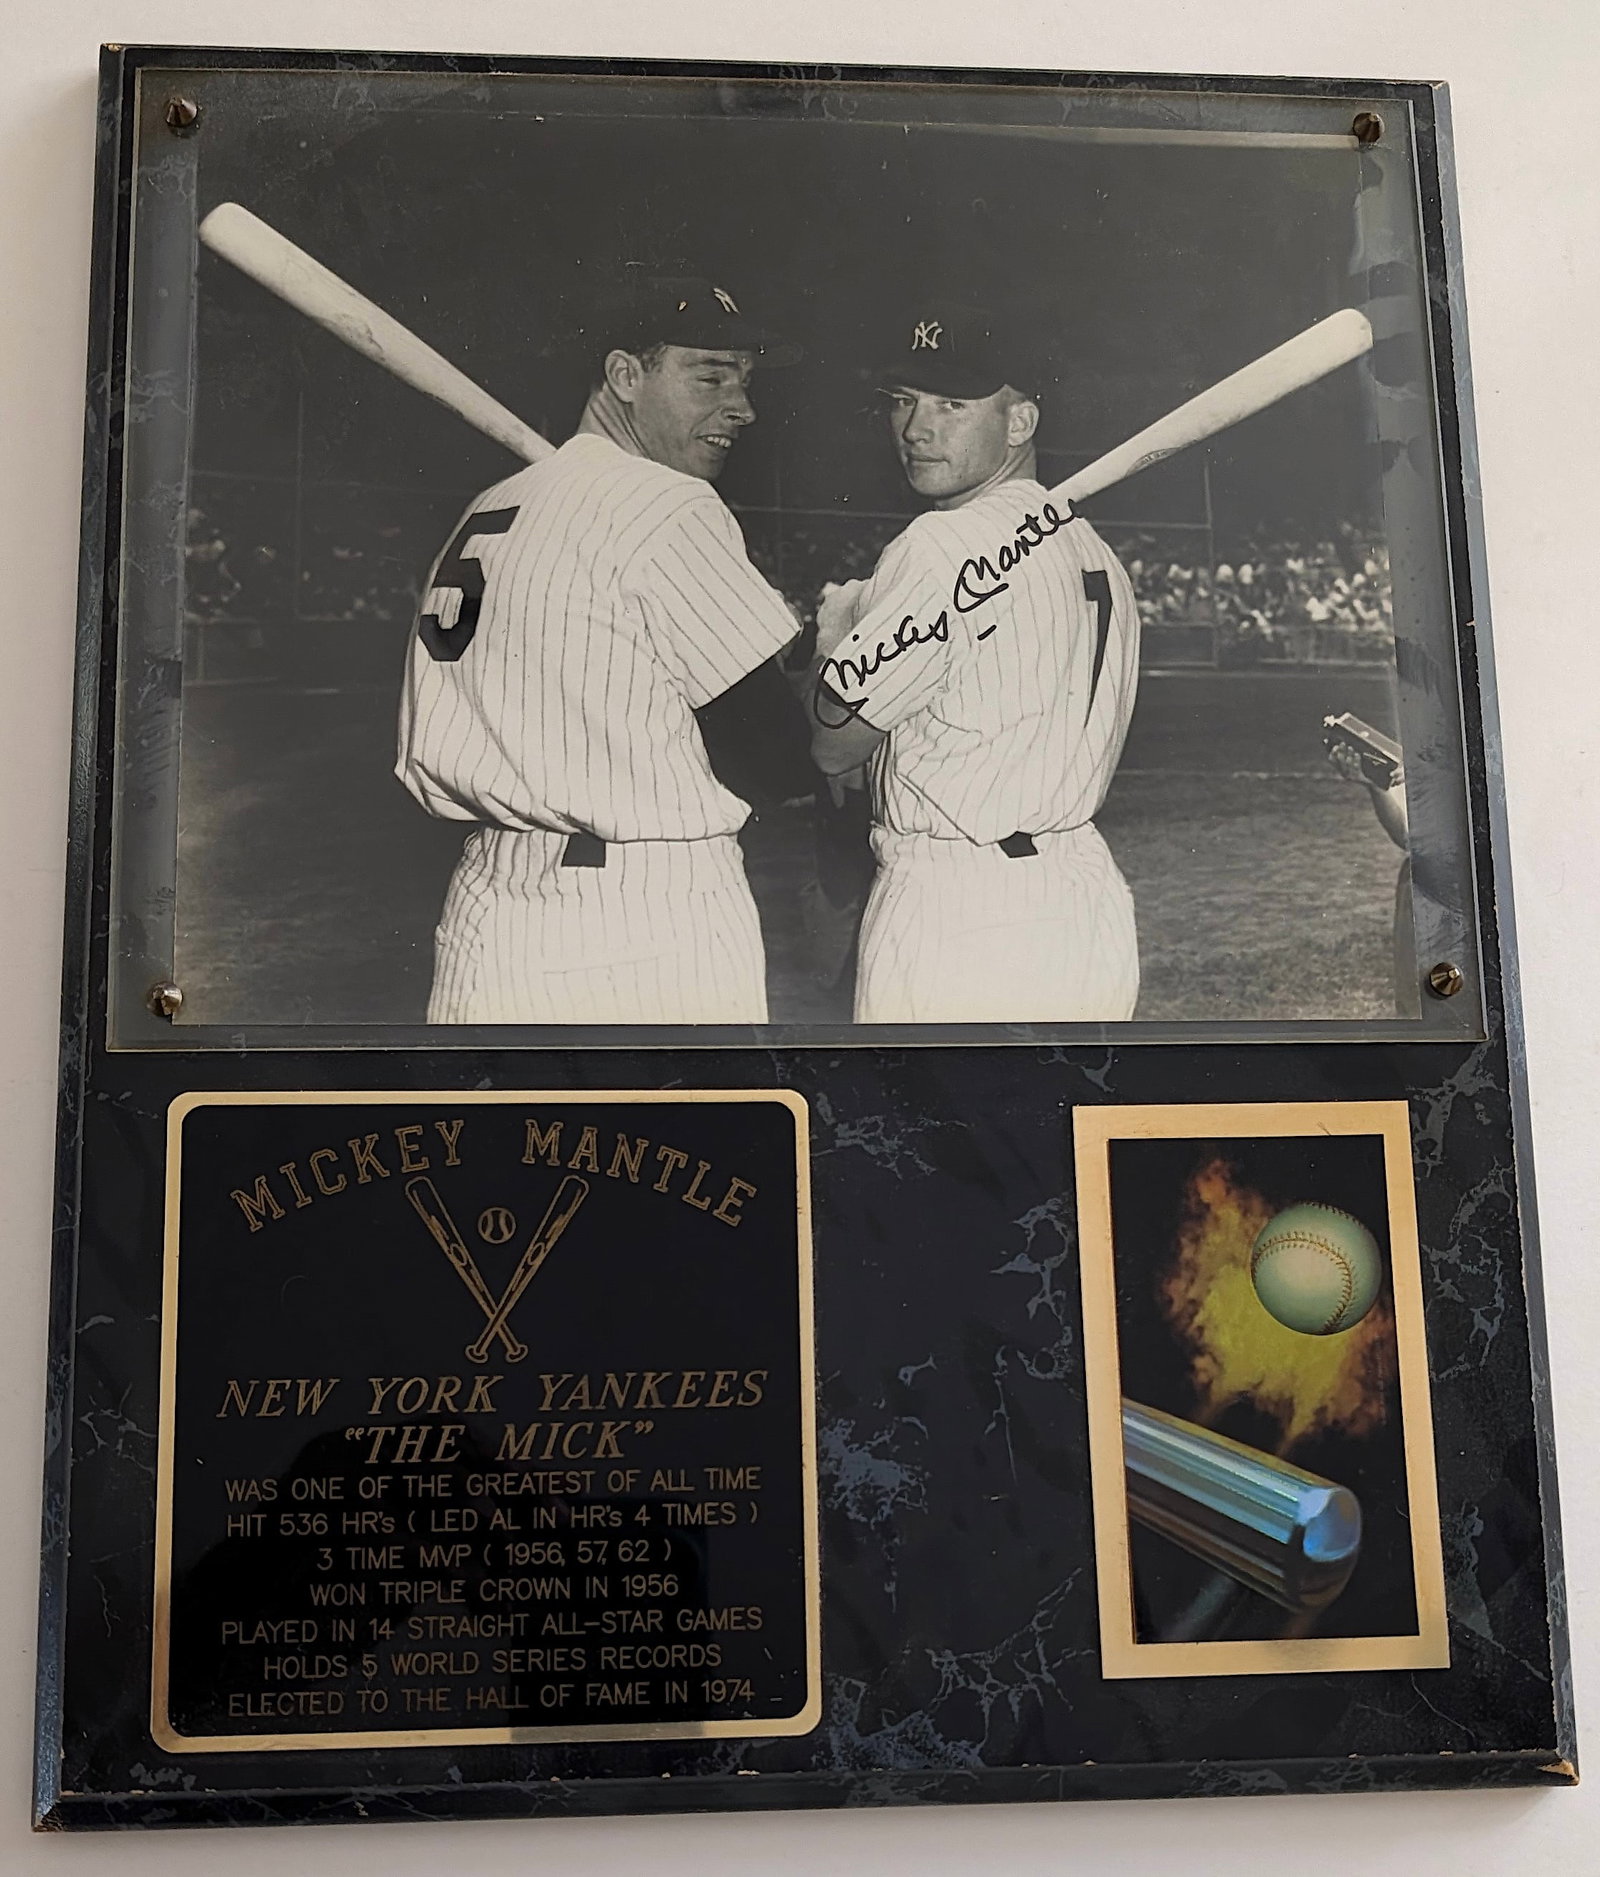 NY
NY
5
7
Mickey Mantle
MICKEY MANTLE
NEW YORK YANKEES
“THE MICK”
WAS ONE OF THE GREATEST OF ALL TIME
HIT 536 HR's ( LED AL IN HR's 4 TIMES )
3 TIME MVP ( 1956, 57, 62 )
WON TRIPLE CROWN IN 1956
PLAYED IN 14 STRAIGHT ALL-STAR GAMES
HOLDS 5 WORLD SERIES RECORDS
ELECTED TO THE HALL OF FAME IN 1974